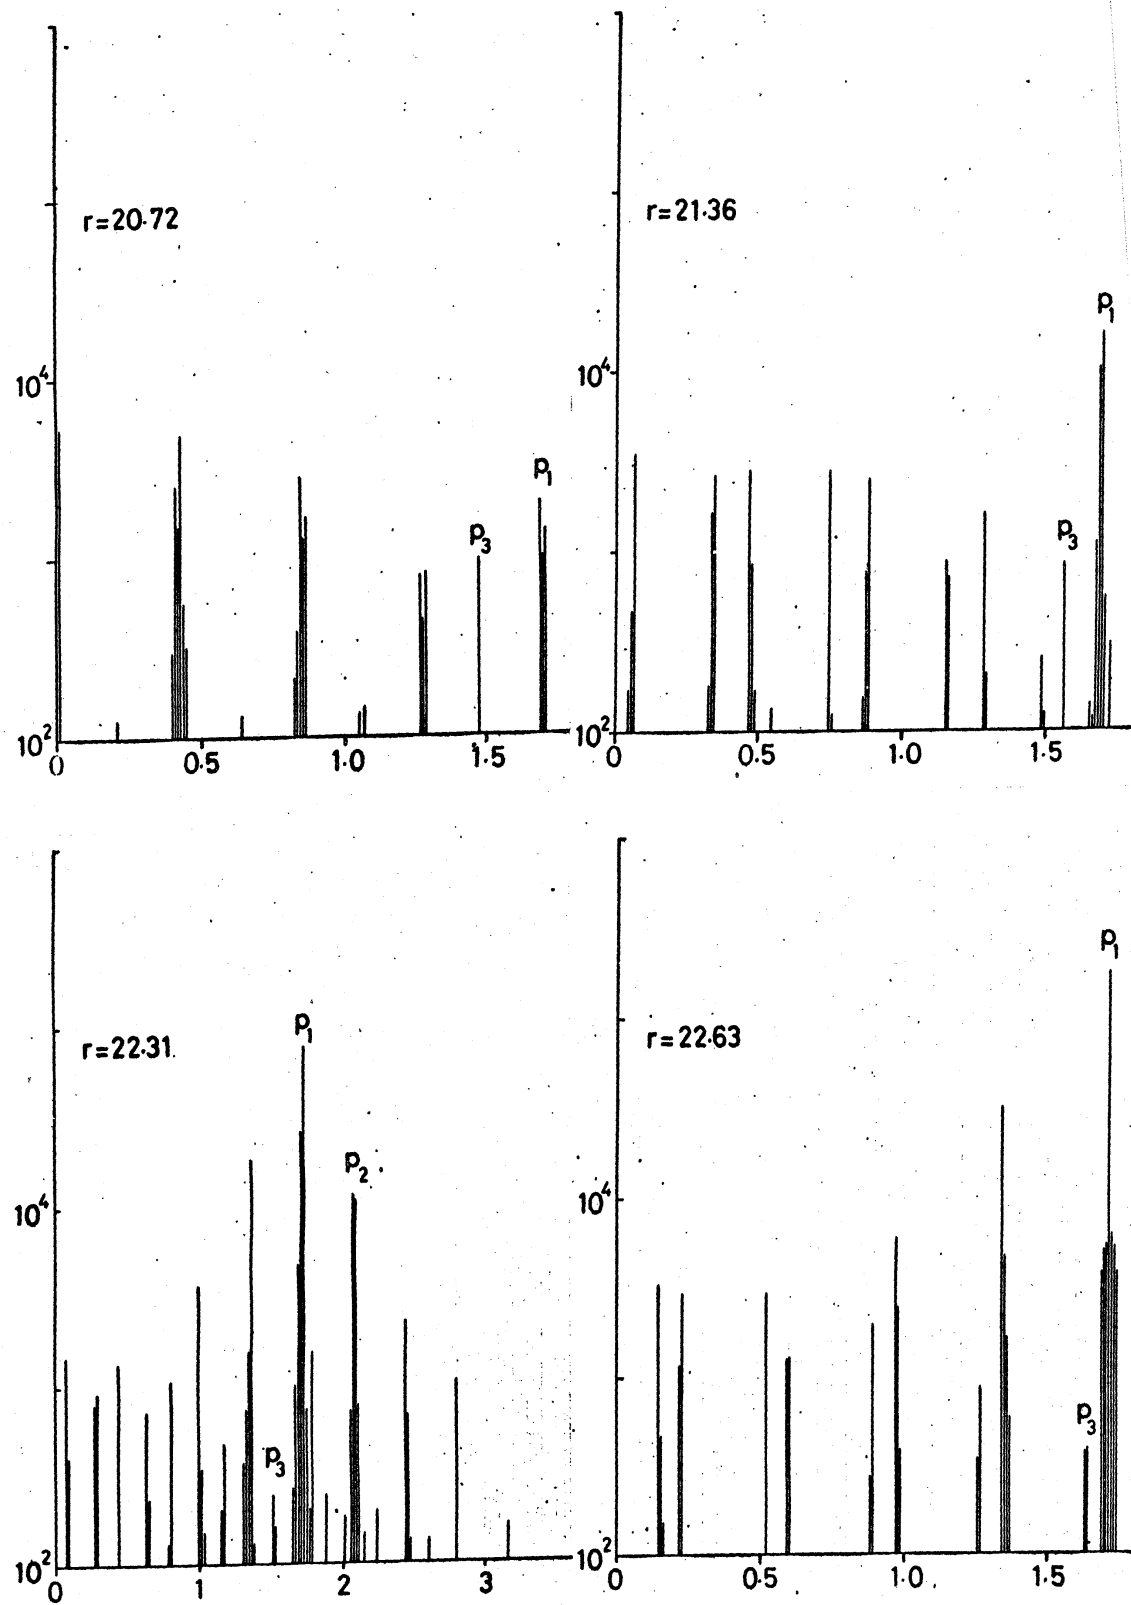 r=20·72
10⁴
p₁
p₃
10²
0 0·5 1·0 1·5
r=21·36
p₁
10⁴
p₃
10²
0 0·5 1·0 1·5
r=22·31
p₁
p₂
10⁴
p₃
10²
0 1 2 3
r=22·63
p₁
10⁴
p₃
10²
0 0·5 1·0 1·5